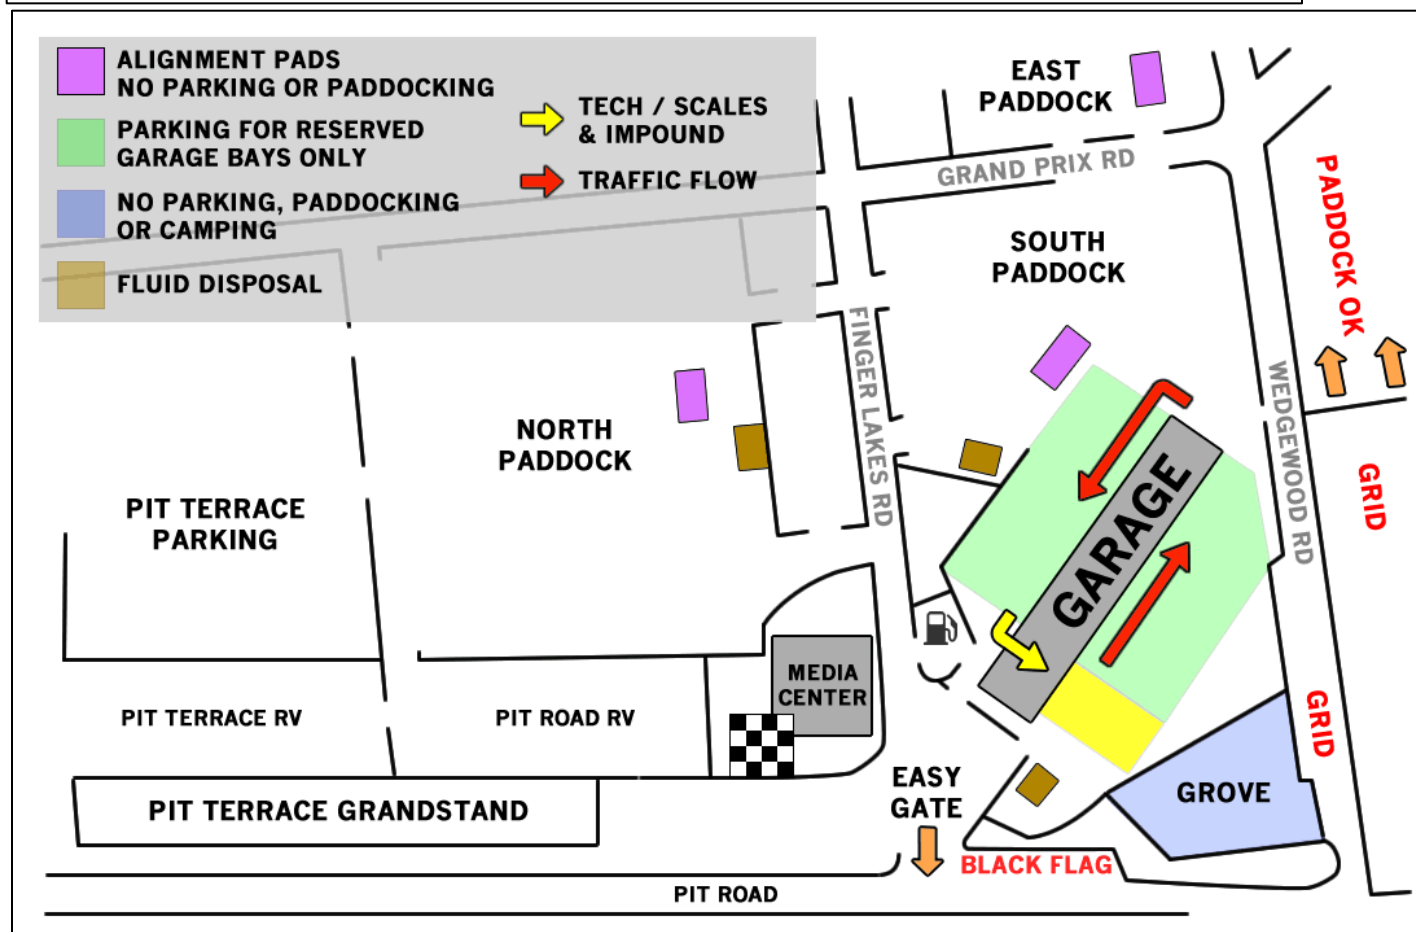 ALIGNMENT PADS
NO PARKING OR PADDOCKING
PARKING FOR RESERVED
GARAGE BAYS ONLY
NO PARKING, PADDOCKING
OR CAMPING
FLUID DISPOSAL
TECH / SCALES
& IMPOUND
TRAFFIC FLOW
EAST
PADDOCK
GRAND PRIX RD
PADDOCK OK
SOUTH
PADDOCK
FINGER LAKES RD
WEDGEWOOD RD
NORTH
PADDOCK
GRID
PIT TERRACE
PARKING
GARAGE
MEDIA
CENTER
PIT TERRACE RV
PIT ROAD RV
GRID
EASY
GATE
GROVE
PIT TERRACE GRANDSTAND
BLACK FLAG
PIT ROAD